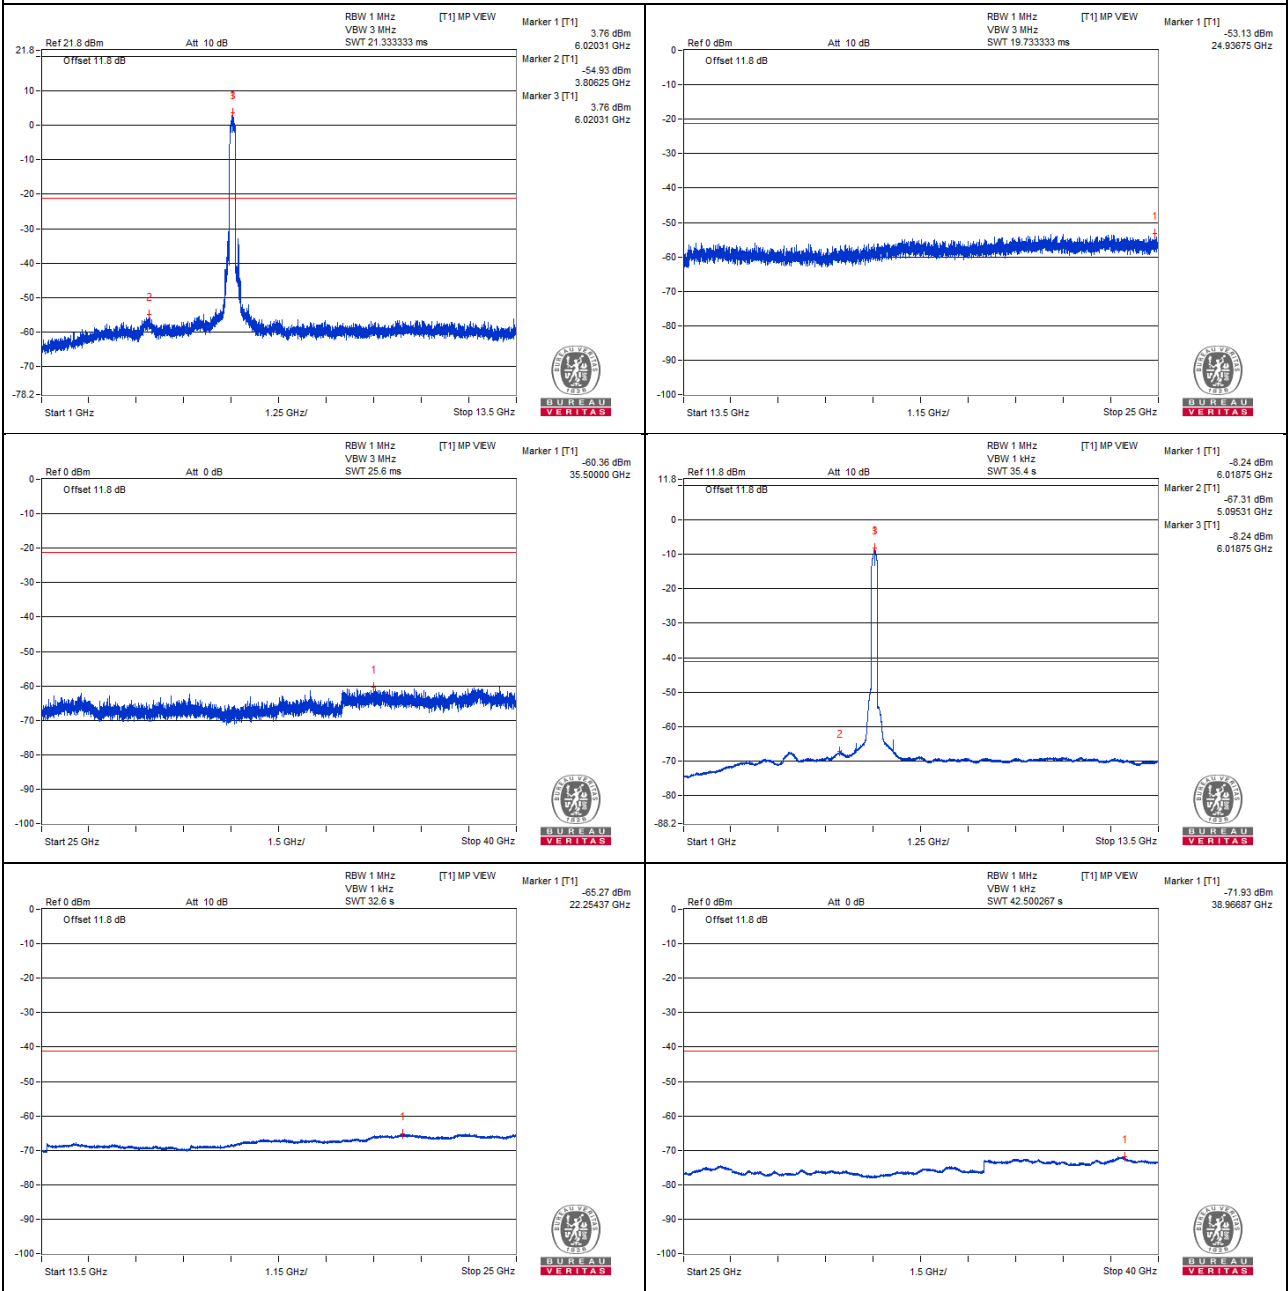 RBW 1 MHz [T1] MP VIEW
VBW 3 MHz
Ref 21.8 dBm Att 10 dB SWT 21.333333 ms
Marker 1 [T1]
3.76 dBm
6.02031 GHz
Marker 2 [T1]
-54.93 dBm
3.80625 GHz
Marker 3 [T1]
3.76 dBm
6.02031 GHz
21.8
Offset 11.8 dB
10
0
-10
-20
-30
-40
-50
-60
-70
-78.2
2
Start 1 GHz 1.25 GHz/ Stop 13.5 GHz
BUREAU
VERITAS
RBW 1 MHz [T1] MP VIEW
VBW 3 MHz
Ref 0 dBm Att 10 dB SWT 19.733333 ms
Marker 1 [T1]
-53.13 dBm
24.93675 GHz
0
Offset 11.8 dB
-10
-20
-30
-40
-50
-60
-70
-80
-90
-100
1
Start 13.5 GHz 1.15 GHz/ Stop 25 GHz
BUREAU
VERITAS
RBW 1 MHz [T1] MP VIEW
VBW 3 MHz
Ref 0 dBm Att 0 dB SWT 25.6 ms
Marker 1 [T1]
-60.36 dBm
35.50000 GHz
0
Offset 11.8 dB
-10
-20
-30
-40
-50
-60
-70
-80
-90
-100
1
Start 25 GHz 1.5 GHz/ Stop 40 GHz
BUREAU
VERITAS
RBW 1 MHz [T1] MP VIEW
VBW 1 kHz
Ref 11.8 dBm Att 10 dB SWT 35.4 s
Marker 1 [T1]
-8.24 dBm
6.01875 GHz
Marker 2 [T1]
-67.31 dBm
5.09531 GHz
Marker 3 [T1]
-8.24 dBm
6.01875 GHz
11.8
Offset 11.8 dB
0
-10
-20
-30
-40
-50
-60
-70
-80
-88.2
2
Start 1 GHz 1.25 GHz/ Stop 13.5 GHz
BUREAU
VERITAS
RBW 1 MHz [T1] MP VIEW
VBW 1 kHz
Ref 0 dBm Att 10 dB SWT 32.6 s
Marker 1 [T1]
-65.27 dBm
22.25437 GHz
0
Offset 11.8 dB
-10
-20
-30
-40
-50
-60
-70
-80
-90
-100
1
Start 13.5 GHz 1.15 GHz/ Stop 25 GHz
BUREAU
VERITAS
RBW 1 MHz [T1] MP VIEW
VBW 1 kHz
Ref 0 dBm Att 0 dB SWT 42.500267 s
Marker 1 [T1]
-71.93 dBm
38.96687 GHz
0
Offset 11.8 dB
-10
-20
-30
-40
-50
-60
-70
-80
-90
-100
1
Start 25 GHz 1.5 GHz/ Stop 40 GHz
BUREAU
VERITAS